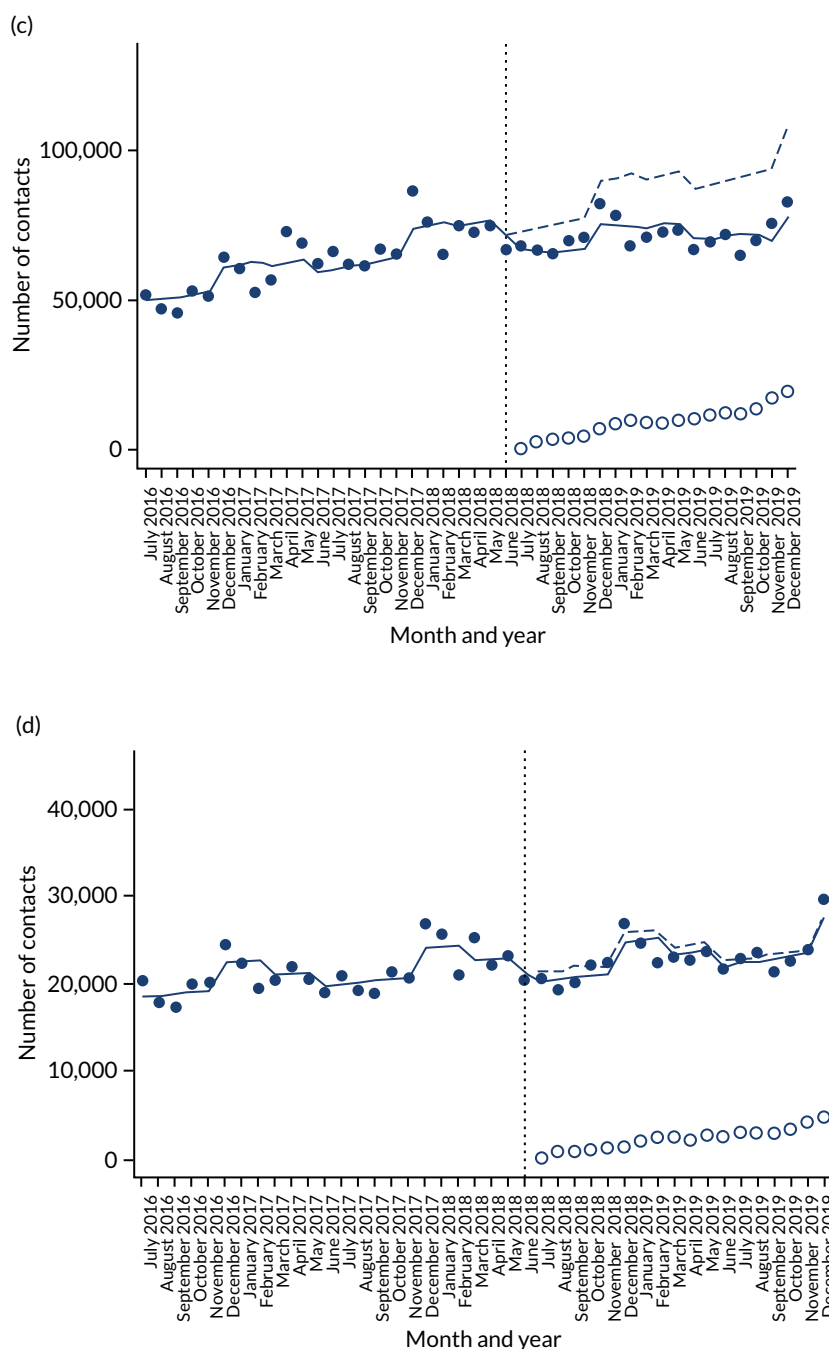 (c)
Number of contacts
100,000
50,000
0
July 2016
August 2016
September 2016
October 2016
November 2016
December 2016
January 2017
February 2017
March 2017
April 2017
May 2017
June 2017
July 2017
August 2017
September 2017
October 2017
November 2017
December 2017
January 2018
February 2018
March 2018
April 2018
May 2018
June 2018
July 2018
August 2018
September 2018
October 2018
November 2018
December 2018
January 2019
February 2019
March 2019
April 2019
May 2019
June 2019
July 2019
August 2019
September 2019
October 2019
November 2019
December 2019
Month and year
(d)
Number of contacts
40,000
30,000
20,000
10,000
0
July 2016
August 2016
September 2016
October 2016
November 2016
December 2016
January 2017
February 2017
March 2017
April 2017
May 2017
June 2017
July 2017
August 2017
September 2017
October 2017
November 2017
December 2017
January 2018
February 2018
March 2018
April 2018
May 2018
June 2018
July 2018
August 2018
September 2018
October 2018
November 2018
December 2018
January 2019
February 2019
March 2019
April 2019
May 2019
June 2019
July 2019
August 2019
September 2019
October 2019
November 2019
December 2019
Month and year